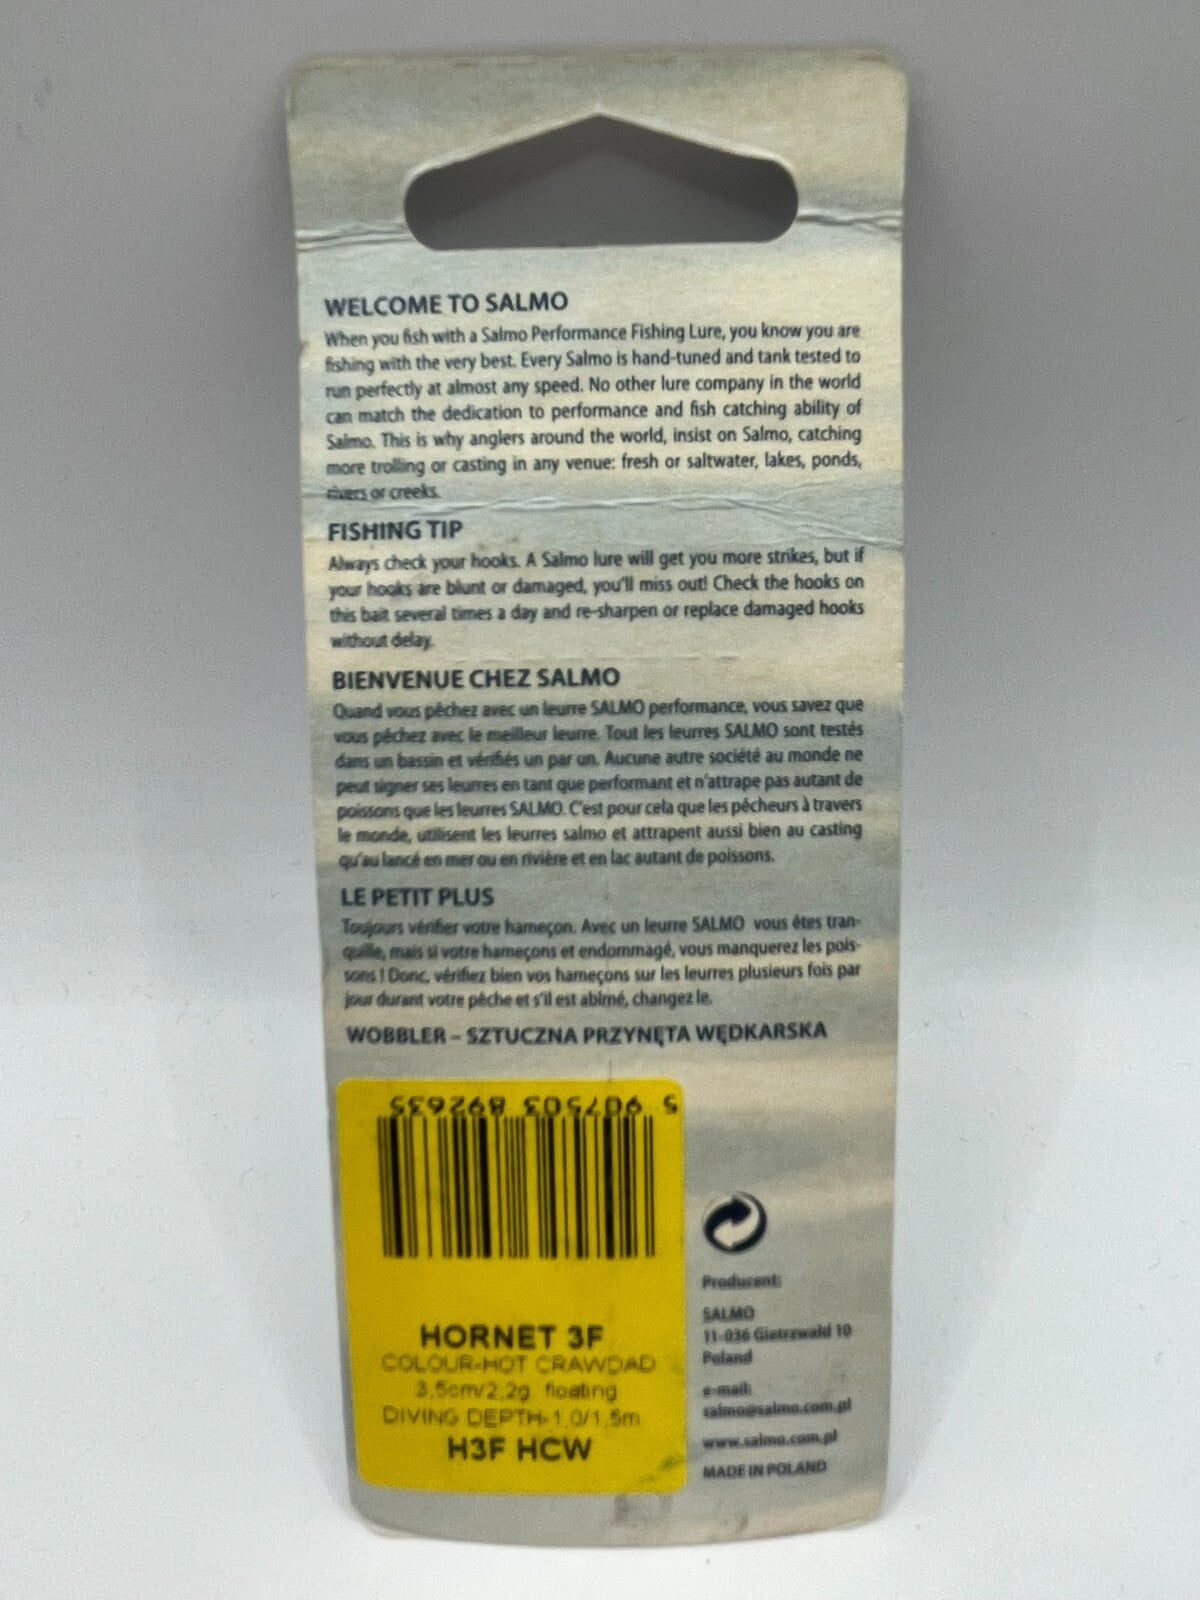 WELCOME TO SALMO
When you fish with a Salmo Performance Fishing Lure, you know you are
fishing with the very best. Every Salmo is hand-tuned and tank tested to
run perfectly at almost any speed. No other lure company in the world
can match the dedication to performance and fish catching ability of
Salmo. This is why anglers around the world, insist on Salmo, catching
more trolling or casting in any venue: fresh or saltwater, lakes, ponds,
rivers or creeks.
FISHING TIP
Always check your hooks. A Salmo lure will get you more strikes, but if
your hooks are blunt or damaged, you'll miss out! Check the hooks on
this bait several times a day and re-sharpen or replace damaged hooks
without delay.
BIENVENUE CHEZ SALMO
Quand vous pêchez avec un leurre SALMO performance, vous savez que
vous pêchez avec le meilleur leurre. Tout les leurres SALMO sont testés
dans un bassin et vérifiés un par un. Aucune autre société au monde ne
peut signer ses leurres en tant que performant et n'attrape pas autant de
poissons que les leurres SALMO. C'est pour cela que les pêcheurs à travers
le monde, utilisent les leurres salmo et attrapent aussi bien au casting
qu'au lancé en mer ou en rivière et en lac autant de poissons.
LE PETIT PLUS
Toujours vérifier votre hameçon. Avec un leurre SALMO vous êtes tran-
quille, mais si votre hameçons et endommagé, vous manquerez les pois-
sons ! Donc, vérifiez bien vos hameçons sur les leurres plusieurs fois par
jour durant votre pêche et s'il est abîmé, changez le.
WOBBLER – SZTUCZNA PRZYNĘTA WĘDKARSKA
5 907503 892635
HORNET 3F
COLOUR-HOT CRAWDAD
3,5cm/2,2g floating
DIVING DEPTH-1,0/1,5m
H3F HCW
Producent:
SALMO
11-036 Gietrzwałd 10
Poland
e-mail:
salmo@salmo.com.pl
www.salmo.com.pl
MADE IN POLAND